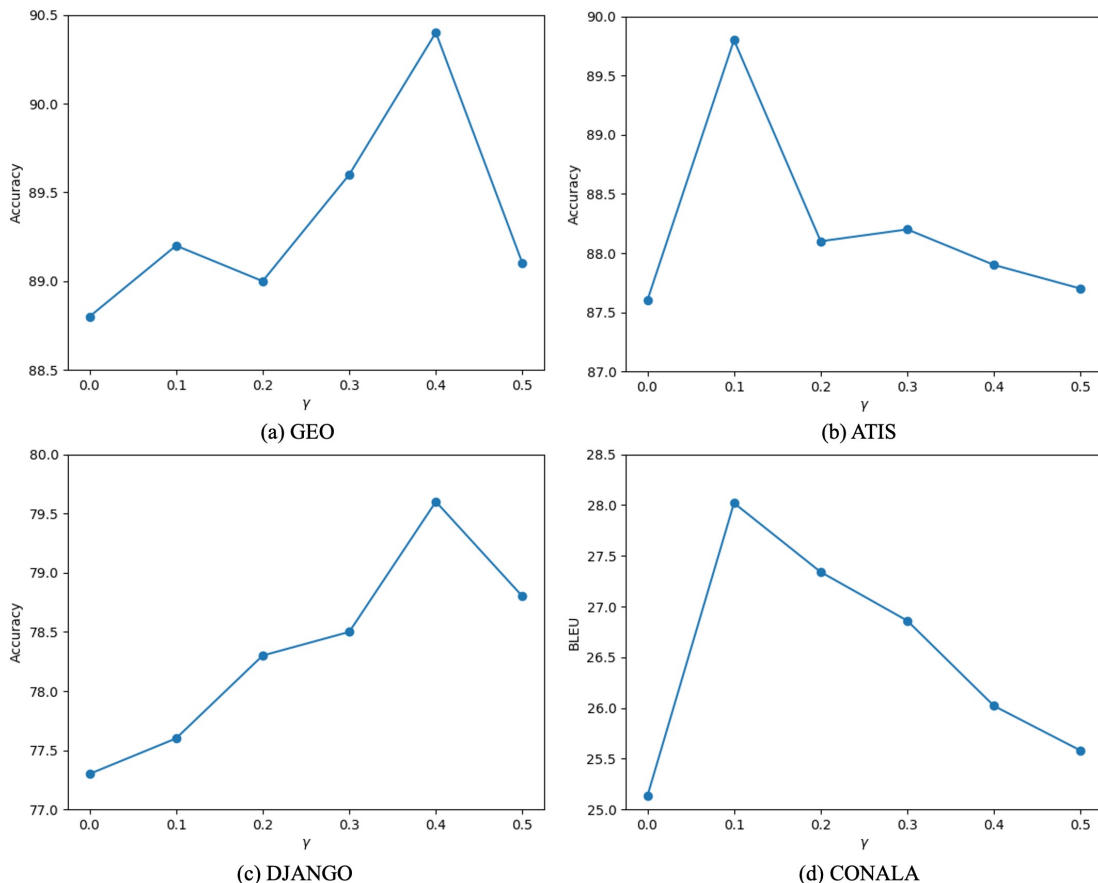 90.5
90.0
89.5
89.0
88.5
Accuracy
0.0 0.1 0.2 0.3 0.4 0.5
γ
(a) GEO
90.0
89.5
89.0
88.5
88.0
87.5
87.0
Accuracy
0.0 0.1 0.2 0.3 0.4 0.5
γ
(b) ATIS
80.0
79.5
79.0
78.5
78.0
77.5
77.0
Accuracy
0.0 0.1 0.2 0.3 0.4 0.5
γ
(c) DJANGO
28.5
28.0
27.5
27.0
26.5
26.0
25.5
25.0
BLEU
0.0 0.1 0.2 0.3 0.4 0.5
γ
(d) CONALA